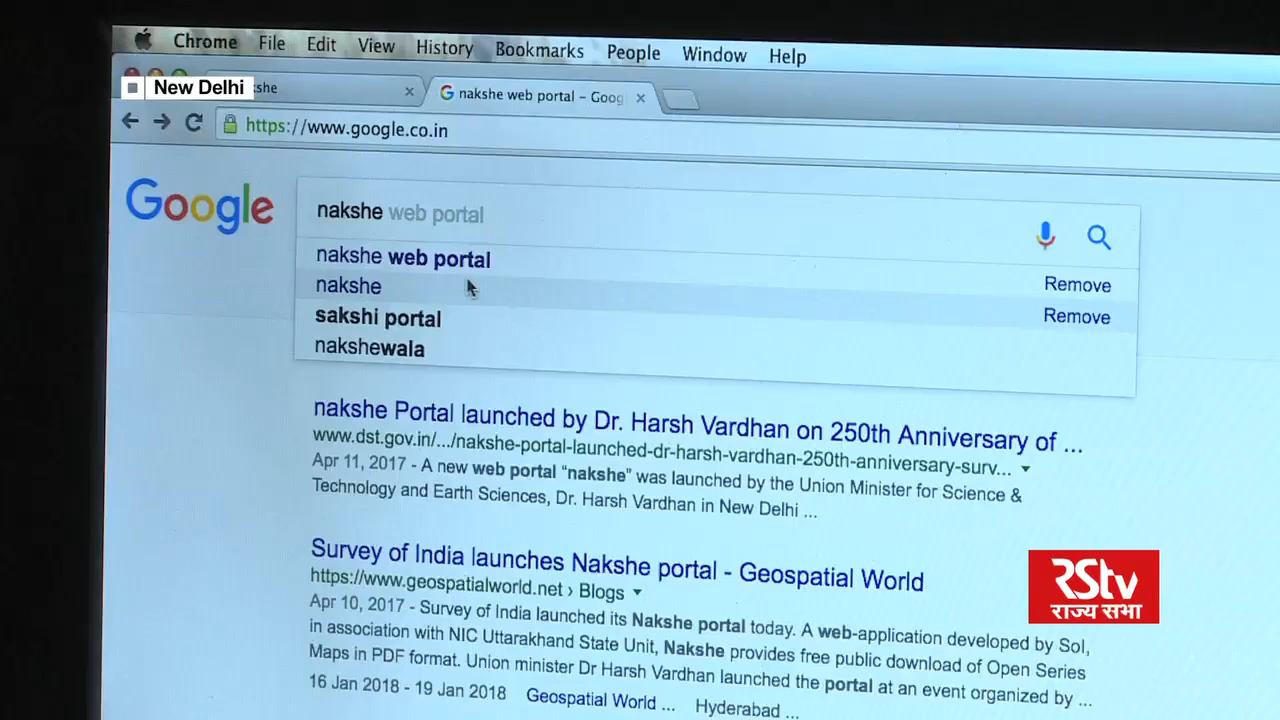 Chrome File Edit View History Bookmarks People Window Help
New Delhi
kshe
nakshe web portal - Goog
https://www.google.co.in
Google
nakshe web portal
nakshe web portal
nakshe
Remove
sakshi portal
Remove
nakshewala
nakshe Portal launched by Dr. Harsh Vardhan on 250th Anniversary of ...
www.dst.gov.in/.../nakshe-portal-launched-dr-harsh-vardhan-250th-anniversary-surv...
Apr 11, 2017 - A new web portal “nakshe” was launched by the Union Minister for Science &
Technology and Earth Sciences, Dr. Harsh Vardhan in New Delhi ...
Survey of India launches Nakshe portal - Geospatial World
https://www.geospatialworld.net › Blogs
Apr 10, 2017 - Survey of India launched its Nakshe portal today. A web-application developed by SoI,
in association with NIC Uttarakhand State Unit, Nakshe provides free public download of Open Series
Maps in PDF format. Union minister Dr Harsh Vardhan launched the portal at an event organized by ...
16 Jan 2018 - 19 Jan 2018 Geospatial World ... Hyderabad ...
RStv
राज्य सभा